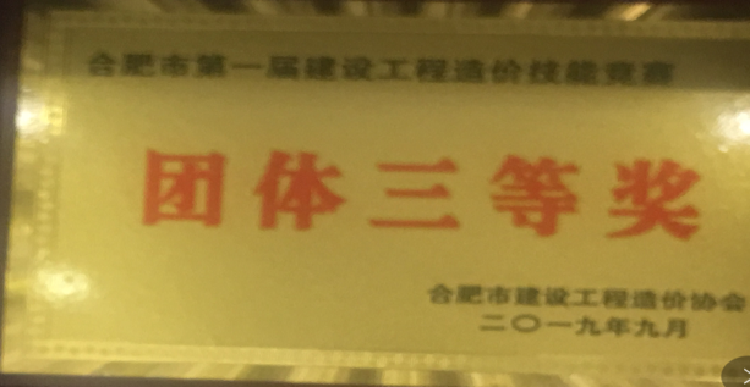 合肥市第一届建设工程造价技能竞赛
团体三等奖
合肥市建设工程造价协会
二〇一九年九月